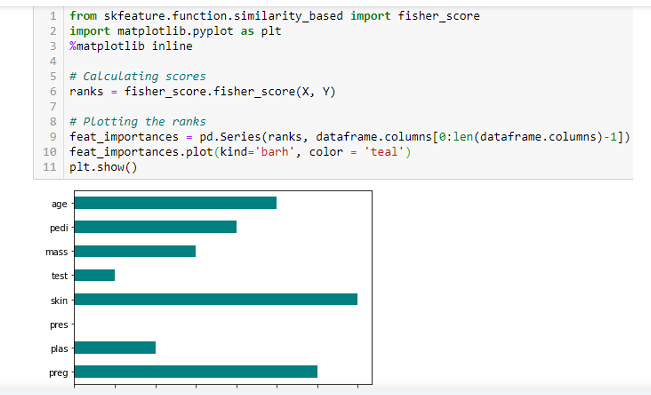 1 from skfeature.function.similarity_based import fisher_score
2 import matplotlib.pyplot as plt
3 %matplotlib inline
4
5 # Calculating scores
6 ranks = fisher_score.fisher_score(X, Y)
7
8 # Plotting the ranks
9 feat_importances = pd.Series(ranks, dataframe.columns[0:len(dataframe.columns)-1])
10 feat_importances.plot(kind='barh', color = 'teal')
11 plt.show()
age
pedi
mass
test
skin
pres
plas
preg